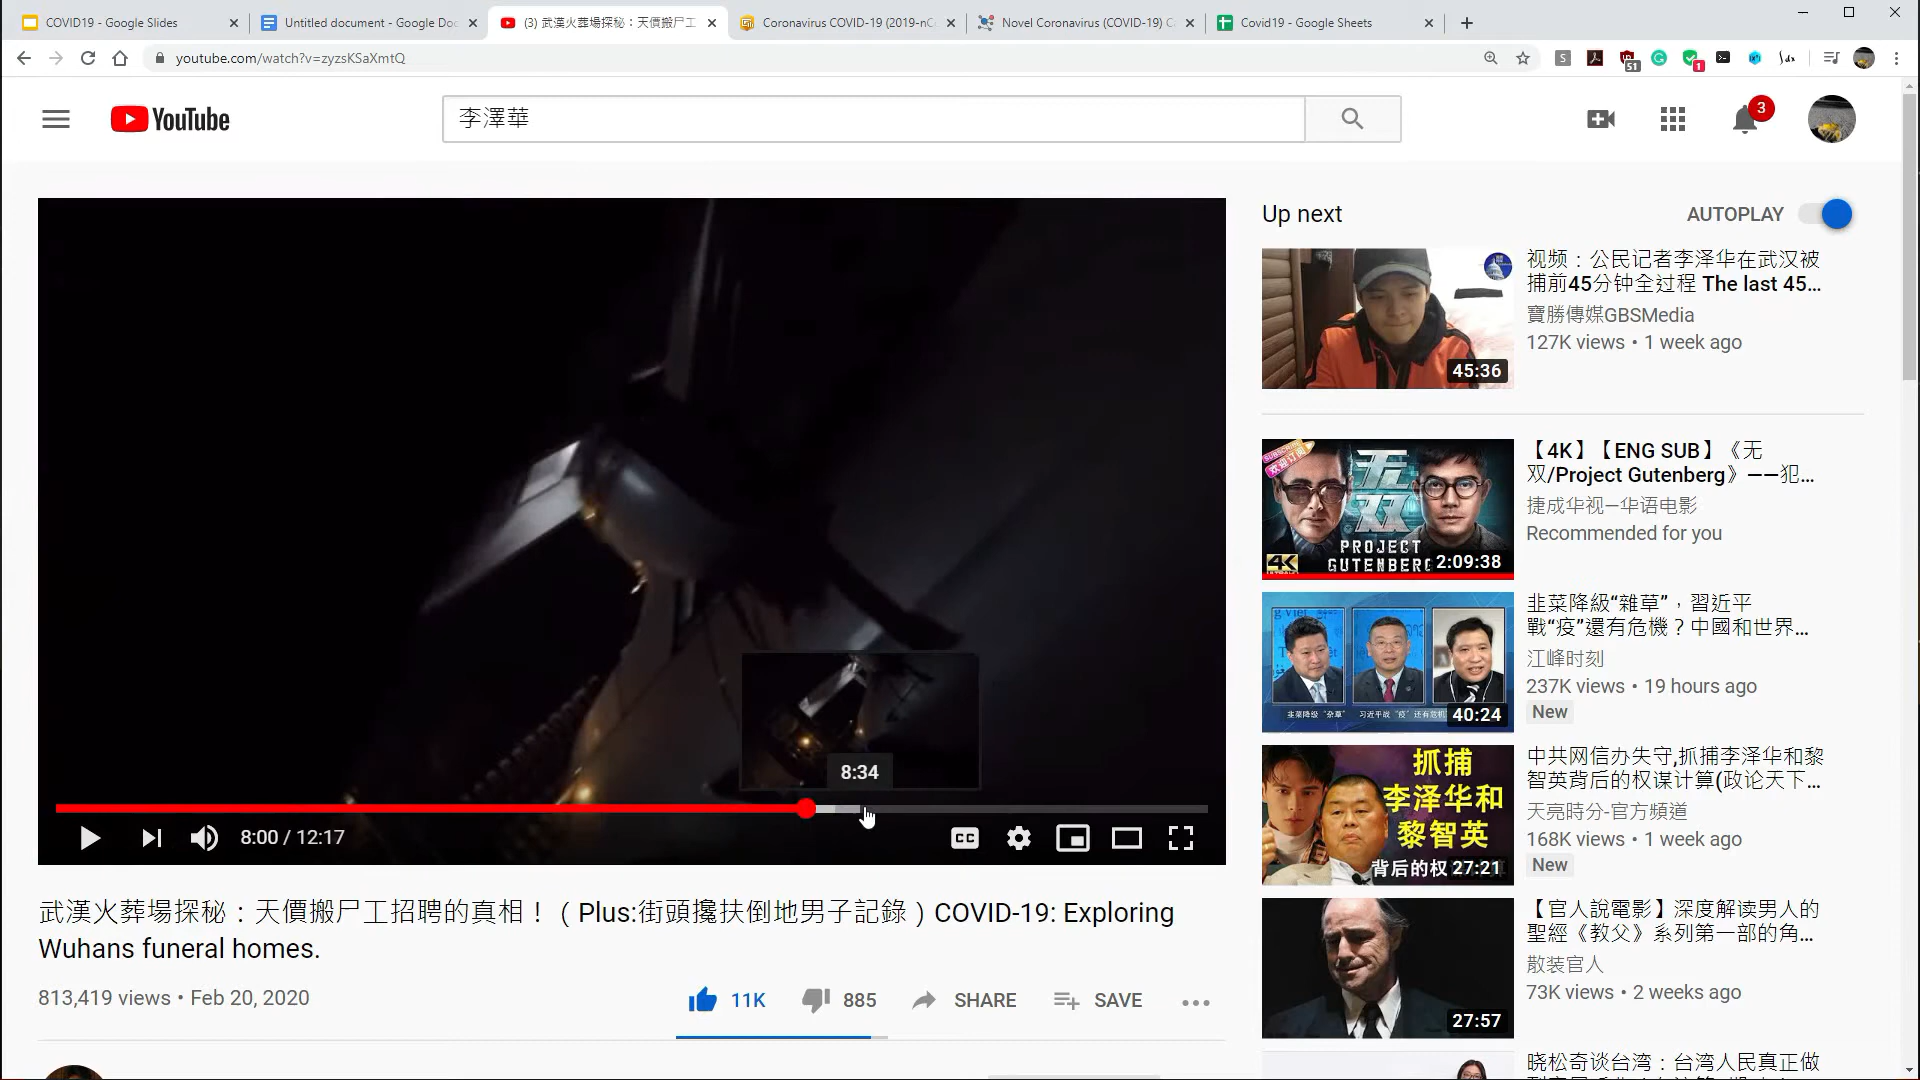 COVID19 - Google Slides
Untitled document - Google Doc
(3) 武漢火葬場探秘：天價搬尸工
Coronavirus COVID-19 (2019-nC
Novel Coronavirus (COVID-19) C
Covid19 - Google Sheets
youtube.com/watch?v=zyzsKSaXmtQ
51
1
YouTube
李澤華
3
Up next
AUTOPLAY
视频：公民记者李泽华在武汉被
捕前45分钟全过程 The last 45...
寶勝傳媒GBSMedia
127K views • 1 week ago
45:36
【4K】【ENG SUB】《无
双/Project Gutenberg》——犯...
捷成华视—华语电影
Recommended for you
欢迎订阅
无双
PROJECT
GUTENBERG
4K
2:09:38
韭菜降級“雜草”，習近平
戰“疫”還有危機？中國和世界...
江峰时刻
237K views • 19 hours ago
New
40:24
中共网信办失守,抓捕李泽华和黎
智英背后的权谋计算(政论天下...
天亮時分-官方頻道
168K views • 1 week ago
New
抓捕
李泽华和
黎智英
背后的权
27:21
【官人說電影】深度解读男人的
聖經《教父》系列第一部的角...
散装官人
73K views • 2 weeks ago
27:57
晓松奇谈台湾：台湾人民真正做
8:34
8:00 / 12:17
CC
武漢火葬場探秘：天價搬尸工招聘的真相！（Plus:街頭攙扶倒地男子記錄）COVID-19: Exploring
Wuhans funeral homes.
813,419 views • Feb 20, 2020
11K
885
SHARE
SAVE